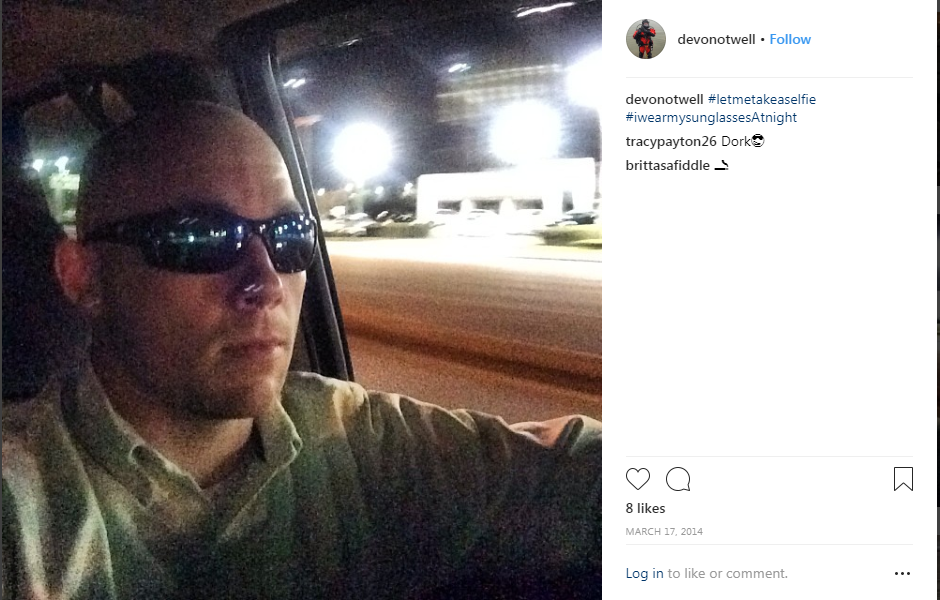 devonotwell • Follow
devonotwell #letmetakeaselfie
#iwearmysunglassesAtnight
tracypayton26 Dork😎
brittasafiddle 🚬
8 likes
MARCH 17, 2014
Log in to like or comment.